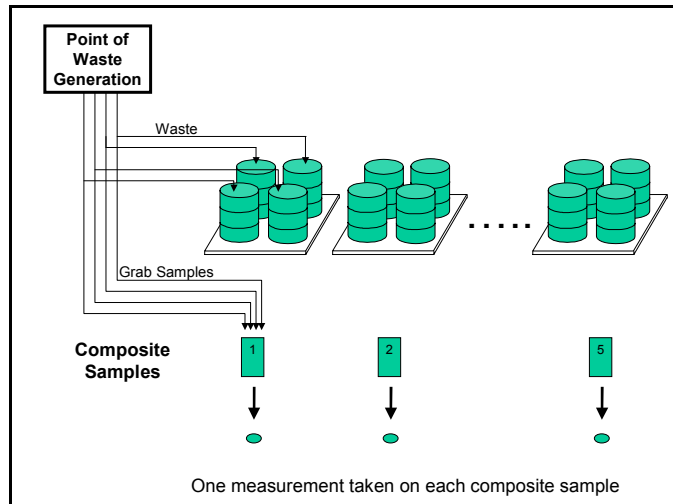 Point of
Waste
Generation
Waste
.....
Grab Samples
Composite
Samples
1
2
5
One measurement taken on each composite sample